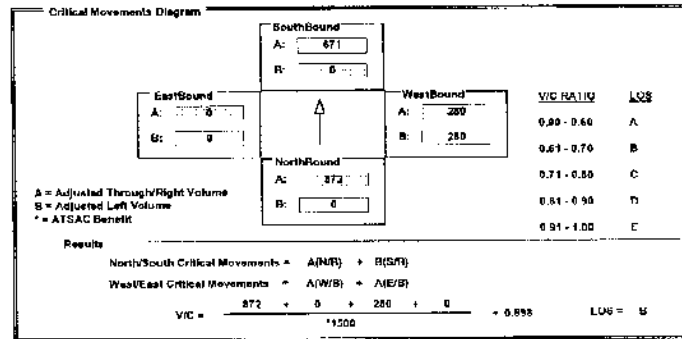 Critical Movements Diagram
SouthBound
A: 671
B: 0
EastBound
A: 0
B: 0
WestBound
A: 280
B: 280
NorthBound
A: 872
B: 0
V/C RATIO LOS
0.00 - 0.60 A
0.61 - 0.70 B
0.71 - 0.80 C
0.81 - 0.90 D
0.91 - 1.00 E
A = Adjusted Through/Right Volume
B = Adjusted Left Volume
* = ATSAC Benefit
Results
North/South Critical Movements = A(N/B) + B(S/B)
West/East Critical Movements = A(W/B) + A(E/B)
V/C = 872 + 0 + 280 + 0 = 0.698 LOS = B
*1500